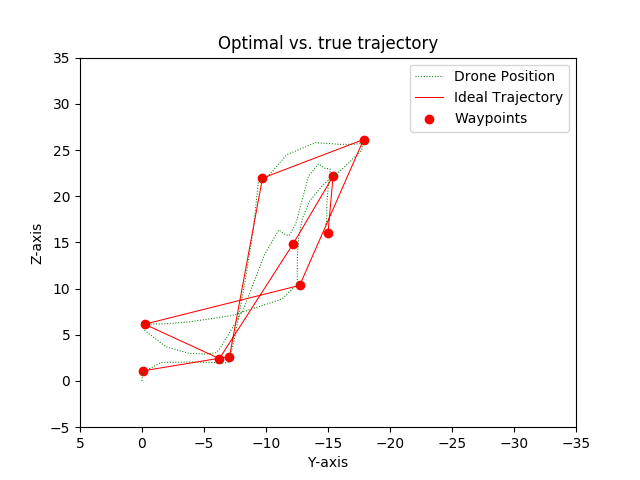 Optimal vs. true trajectory
Drone Position
Ideal Trajectory
Waypoints
35
30
25
20
15
10
5
0
−5
Z-axis
5 0 −5 −10 −15 −20 −25 −30 −35
Y-axis